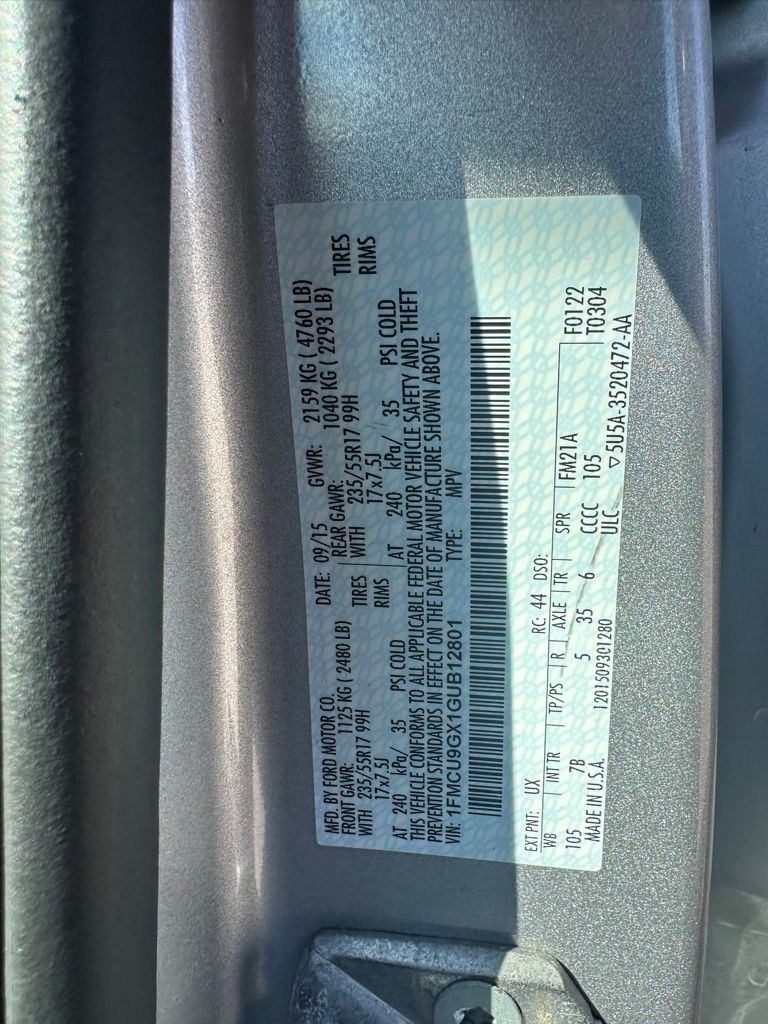 MFD. BY FORD MOTOR CO. DATE: 09/15 GVWR: 2159 KG ( 4760 LB)
FRONT GAWR: 1125 KG ( 2480 LB) REAR GAWR: 1040 KG ( 2293 LB)
WITH 235/55R17 99H TIRES WITH 235/55R17 99H TIRES
17x7.5J RIMS 17x7.5J RIMS
AT 240 kPa/ 35 PSI COLD AT 240 kPa/ 35 PSI COLD
THIS VEHICLE CONFORMS TO ALL APPLICABLE FEDERAL MOTOR VEHICLE SAFETY AND THEFT
PREVENTION STANDARDS IN EFFECT ON THE DATE OF MANUFACTURE SHOWN ABOVE.
VIN: 1FMCU9GX1GUB12801 TYPE: MPV
EXT PNT: UX RC: 44 DSO: F0122
WB INT TR TP/PS R AXLE TR SPR FM21A T0304
105 7B 5 35 6 CCCC 105
MADE IN U.S.A. 1201509301280 ULC ▽5U5A-3520472-AA